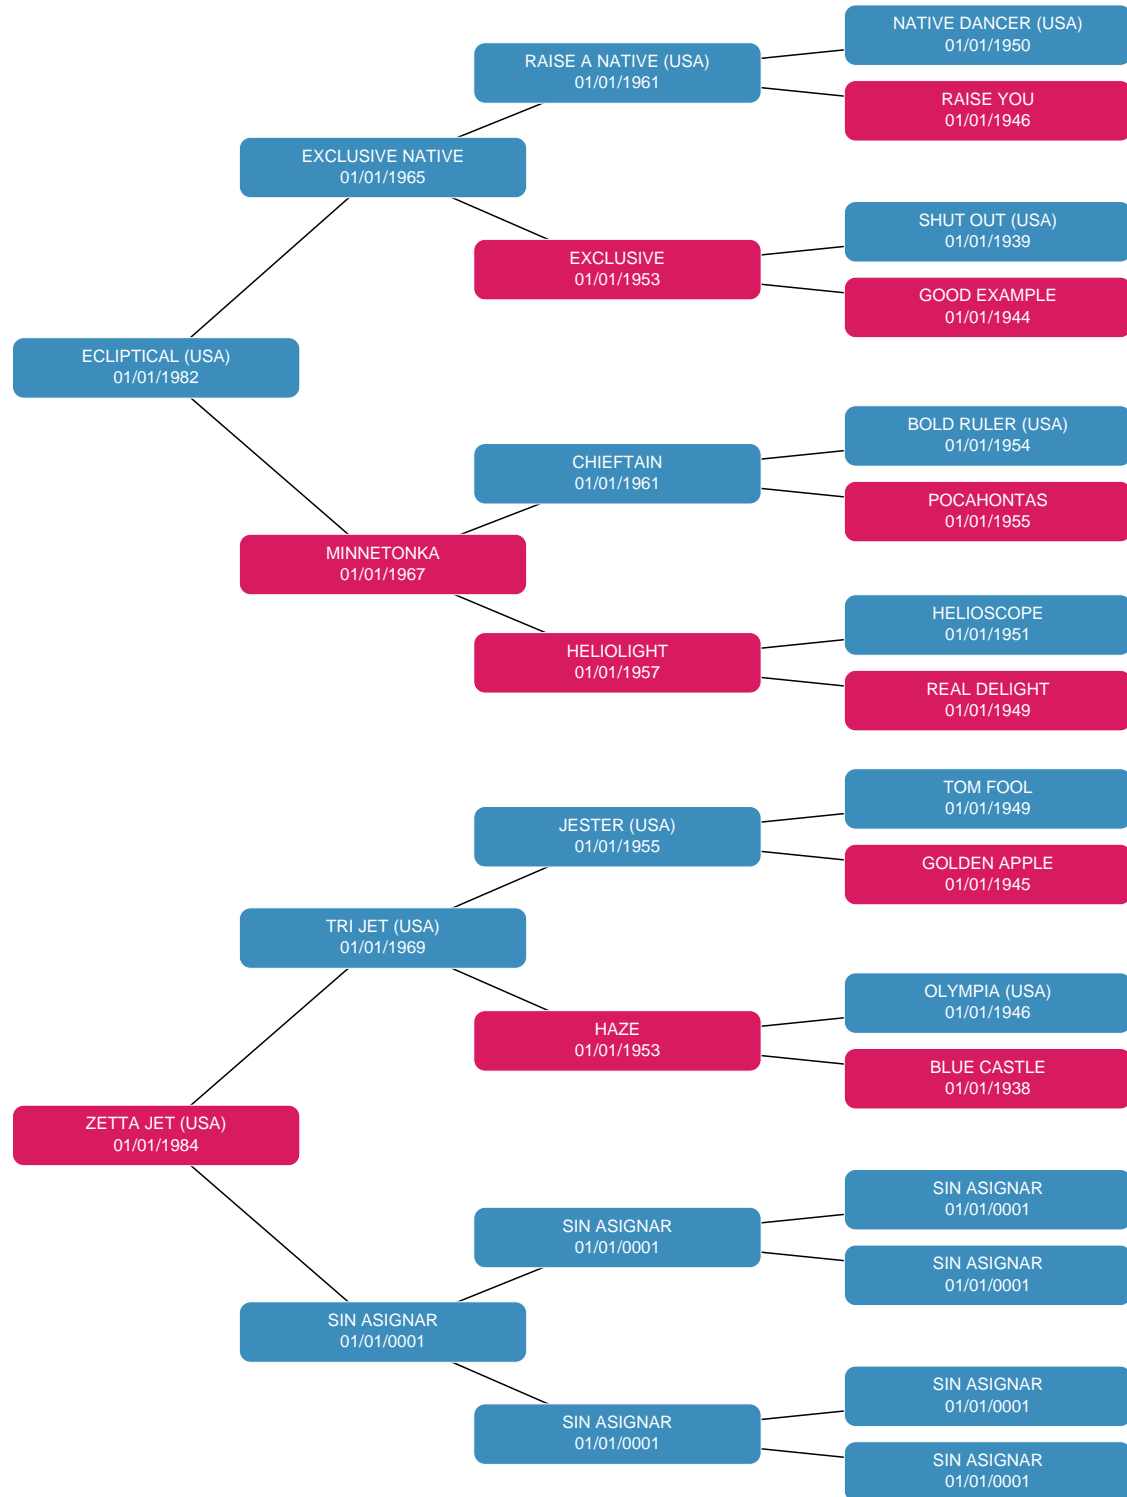 NATIVE DANCER (USA)
01/01/1950
RAISE A NATIVE (USA)
01/01/1961
RAISE YOU
01/01/1946
EXCLUSIVE NATIVE
01/01/1965
SHUT OUT (USA)
01/01/1939
EXCLUSIVE
01/01/1953
GOOD EXAMPLE
01/01/1944
ECLIPTICAL (USA)
01/01/1982
BOLD RULER (USA)
01/01/1954
CHIEFTAIN
01/01/1961
POCAHONTAS
01/01/1955
MINNETONKA
01/01/1967
HELIOSCOPE
01/01/1951
HELIOLIGHT
01/01/1957
REAL DELIGHT
01/01/1949
TOM FOOL
01/01/1949
JESTER (USA)
01/01/1955
GOLDEN APPLE
01/01/1945
TRI JET (USA)
01/01/1969
OLYMPIA (USA)
01/01/1946
HAZE
01/01/1953
BLUE CASTLE
01/01/1938
ZETTA JET (USA)
01/01/1984
SIN ASIGNAR
01/01/0001
SIN ASIGNAR
01/01/0001
SIN ASIGNAR
01/01/0001
SIN ASIGNAR
01/01/0001
SIN ASIGNAR
01/01/0001
SIN ASIGNAR
01/01/0001
SIN ASIGNAR
01/01/0001